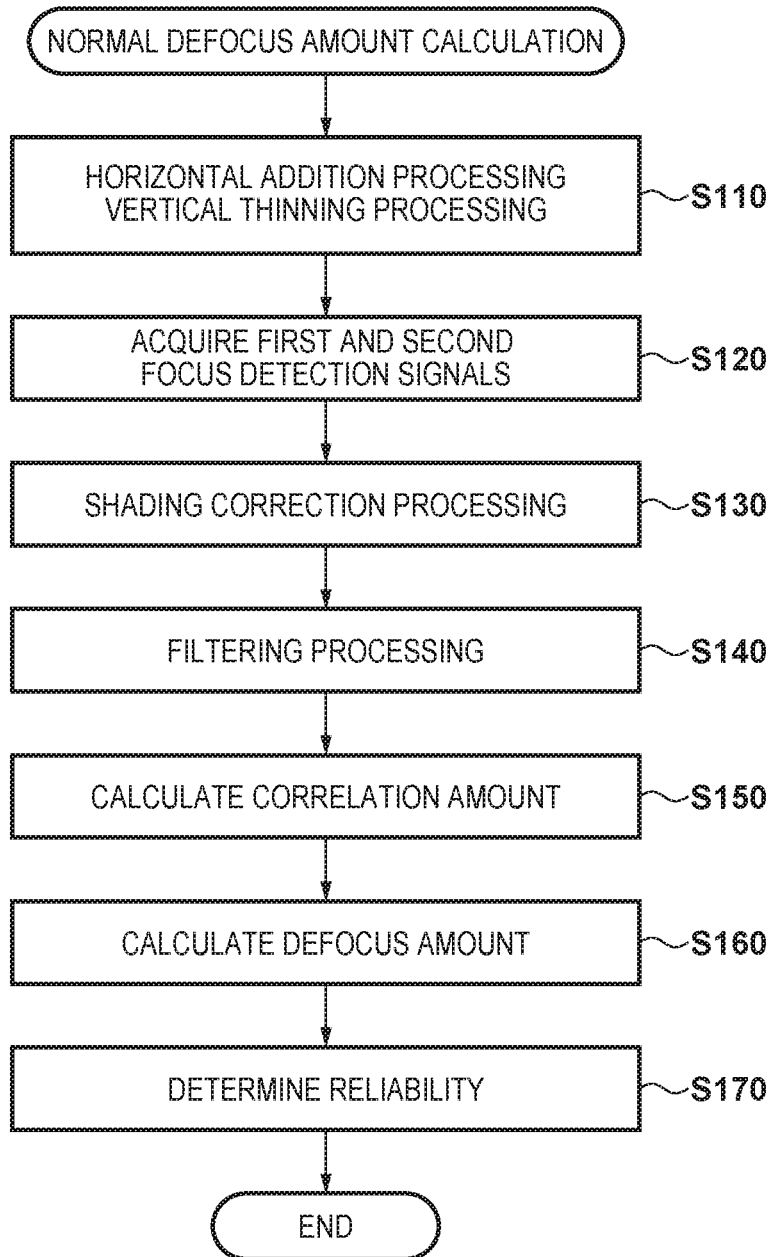 NORMAL DEFOCUS AMOUNT CALCULATION
HORIZONTAL ADDITION PROCESSING
VERTICAL THINNING PROCESSING
S110
ACQUIRE FIRST AND SECOND
FOCUS DETECTION SIGNALS
S120
SHADING CORRECTION PROCESSING
S130
FILTERING PROCESSING
S140
CALCULATE CORRELATION AMOUNT
S150
CALCULATE DEFOCUS AMOUNT
S160
DETERMINE RELIABILITY
S170
END